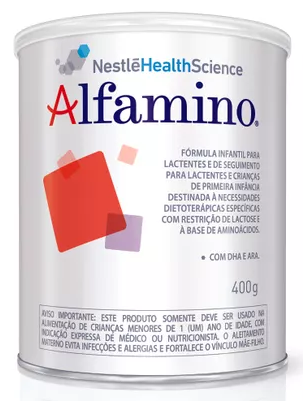 NestlēHealthScience
Alfamino®
FÓRMULA INFANTIL PARA
LACTENTES E DE SEGUIMENTO
PARA LACTENTES E CRIANÇAS
DE PRIMEIRA INFÂNCIA
DESTINADA À NECESSIDADES
DIETOTERÁPICAS ESPECÍFICAS
COM RESTRIÇÃO DE LACTOSE E
À BASE DE AMINOÁCIDOS.
• COM DHA E ARA.
400g
AVISO IMPORTANTE: ESTE PRODUTO SOMENTE DEVE SER USADO NA
ALIMENTAÇÃO DE CRIANÇAS MENORES DE 1 (UM) ANO DE IDADE, COM
INDICAÇÃO EXPRESSA DE MÉDICO OU NUTRICIONISTA. O ALEITAMENTO
MATERNO EVITA INFECÇÕES E ALERGIAS E FORTALECE O VÍNCULO MÃE-FILHO.